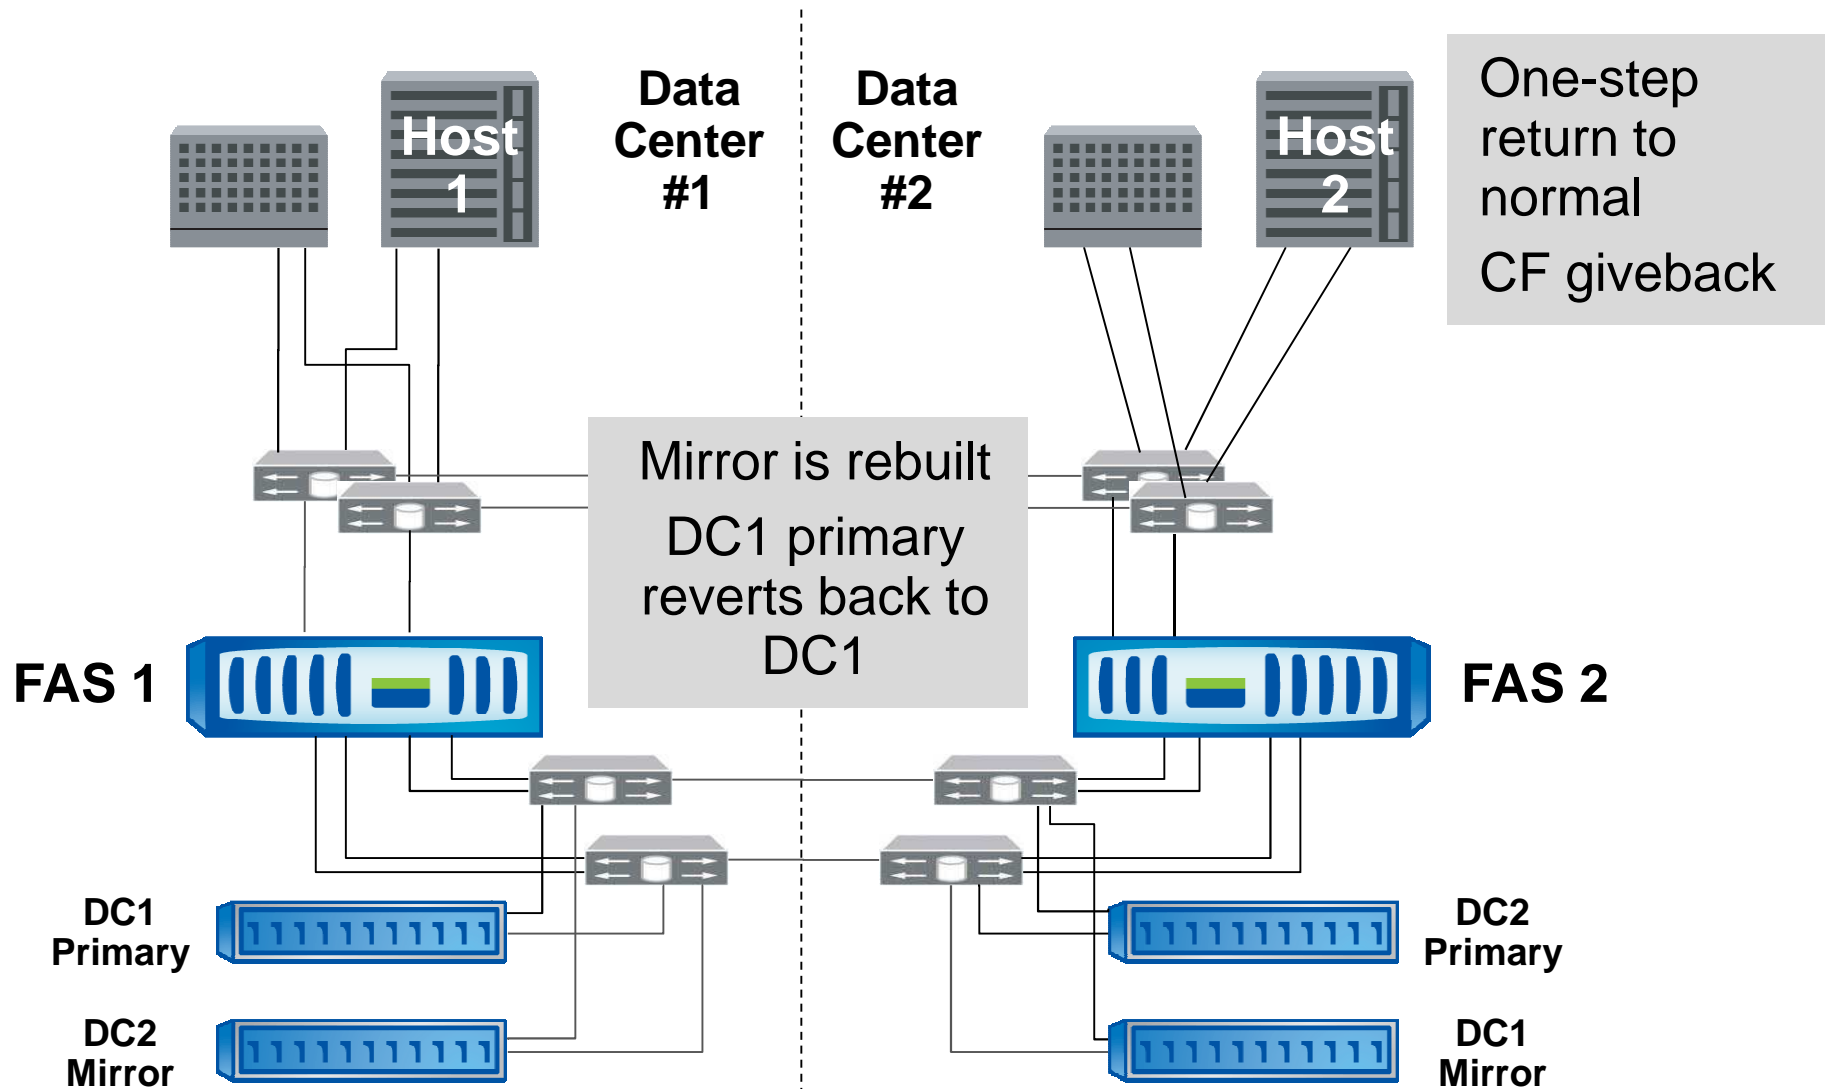 Data
Center
#1
Data
Center
#2
Host
1
Host
2
One-step
return to
normal
CF giveback
Mirror is rebuilt
DC1 primary
reverts back to
DC1
FAS 1
FAS 2
DC1
Primary
DC2
Primary
DC2
Mirror
DC1
Mirror